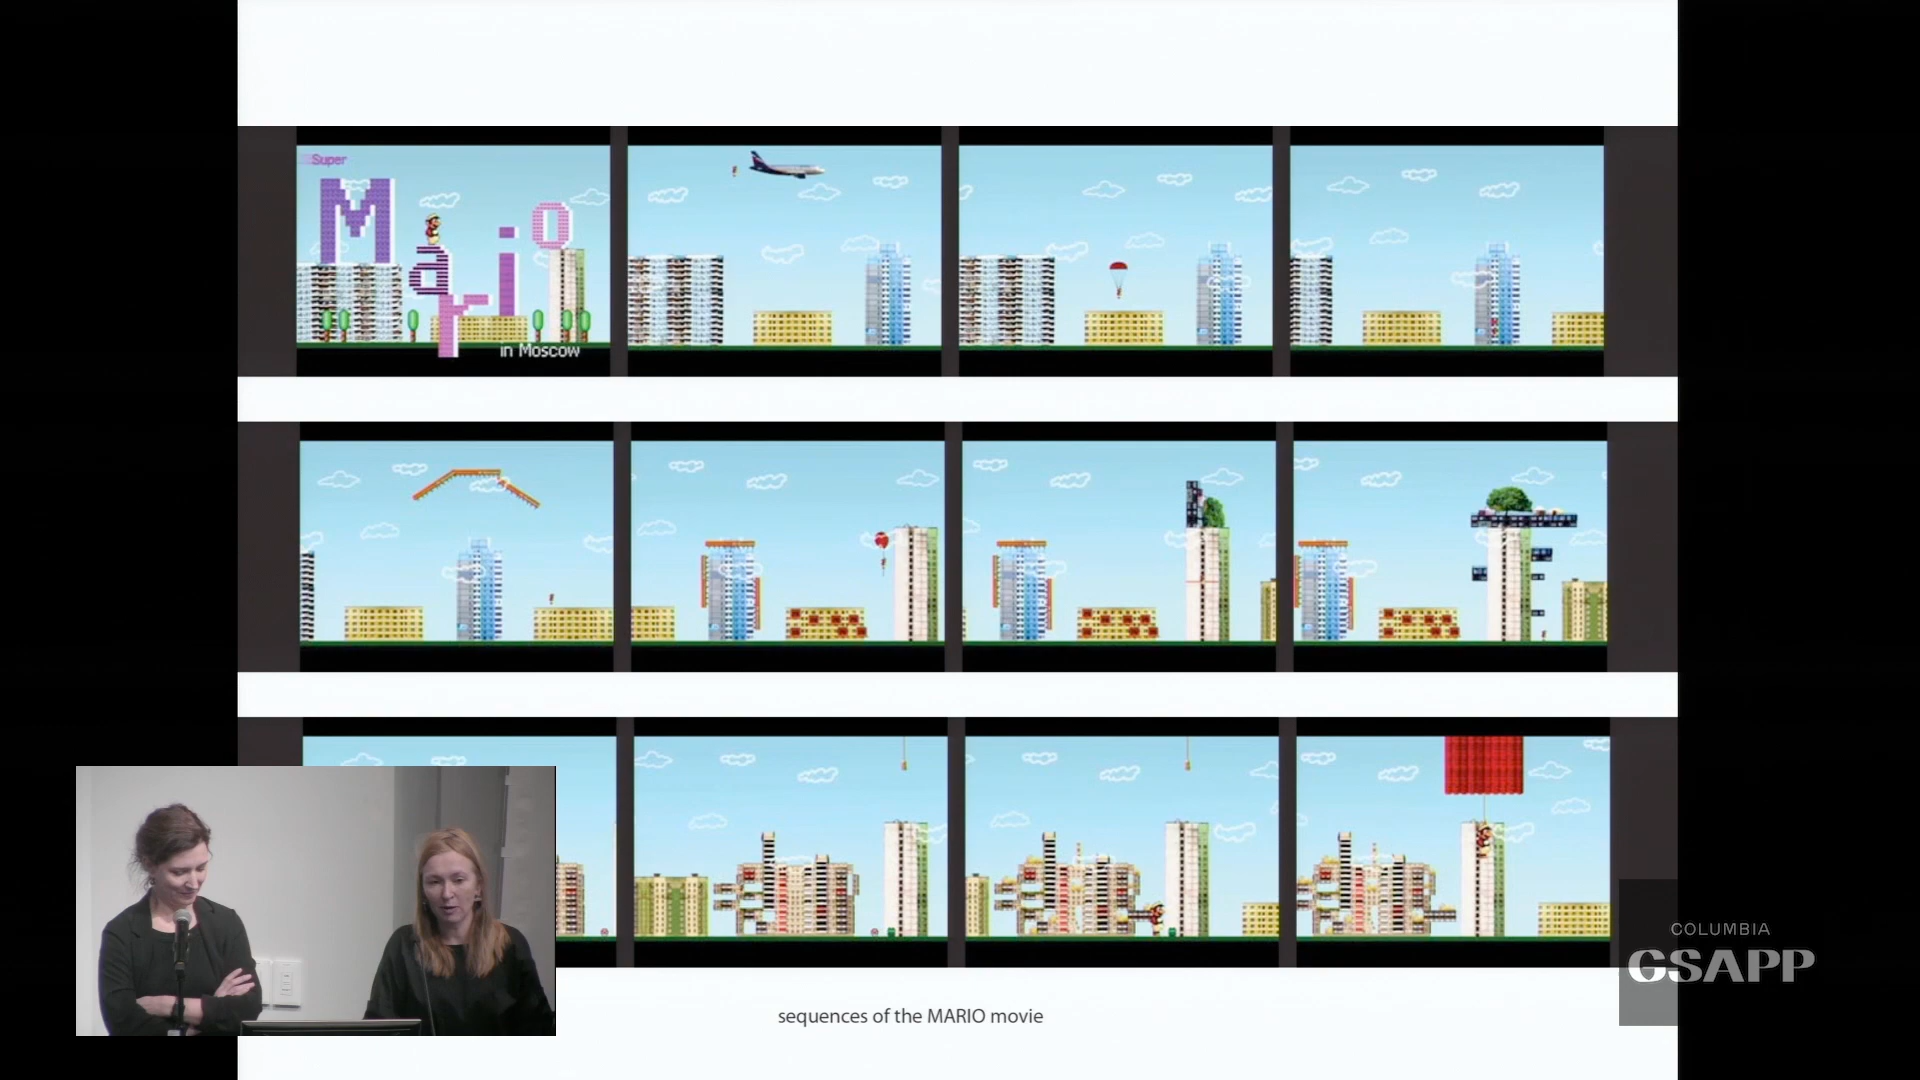 Super
Mario
in Moscow
sequences of the MARIO movie
COLUMBIA
GSAPP